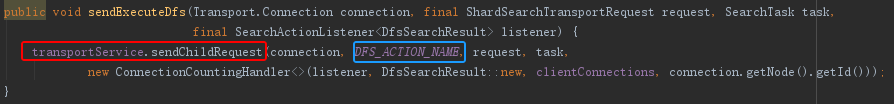 public void sendExecuteDfs(Transport.Connection connection, final ShardSearchTransportRequest request, SearchTask task,
final SearchActionListener<DfsSearchResult> listener) {
transportService.sendChildRequest(connection, DFS_ACTION_NAME, request, task,
new ConnectionCountingHandler<>(listener, DfsSearchResult::new, clientConnections, connection.getNode().getId()));
}